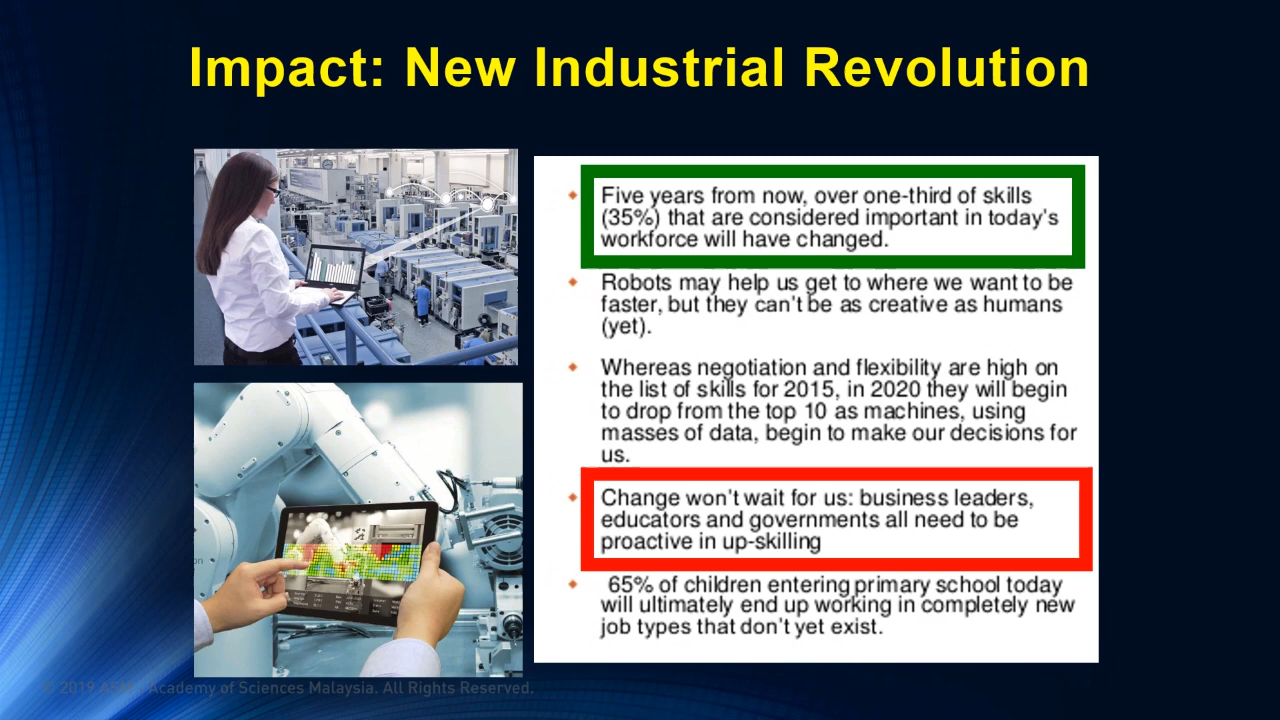 Impact: New Industrial Revolution
Five years from now, over one-third of skills
(35%) that are considered important in today's
workforce will have changed.
Robots may help us get to where we want to be
faster, but they can't be as creative as humans
(yet).
Whereas negotiation and flexibility are high on
the list of skills for 2015, in 2020 they will begin
to drop from the top 10 as machines, using
masses of data, begin to make our decisions for
us.
Change won't wait for us: business leaders,
educators and governments all need to be
proactive in up-skilling
65% of children entering primary school today
will ultimately end up working in completely new
job types that don't yet exist.
© 2019 Academy of Sciences Malaysia. All Rights Reserved.